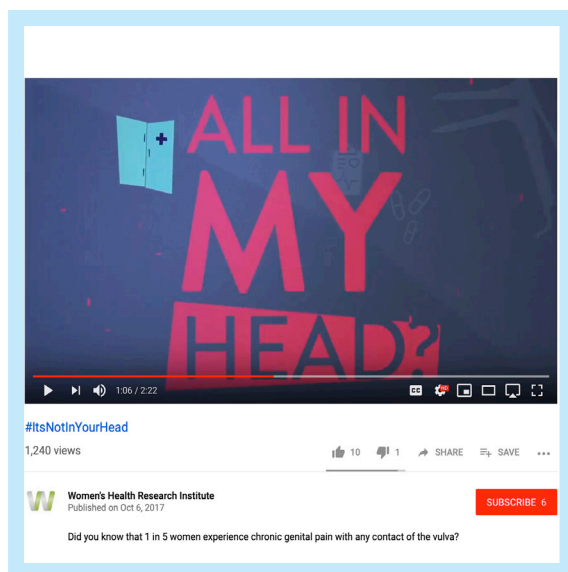 ALL IN
MY
HEAD?
1:06 / 2:22
CC
HD
#ItsNotInYourHead
1,240 views
10
1
SHARE
SAVE
Women's Health Research Institute
Published on Oct 6, 2017
SUBSCRIBE 6
Did you know that 1 in 5 women experience chronic genital pain with any contact of the vulva?